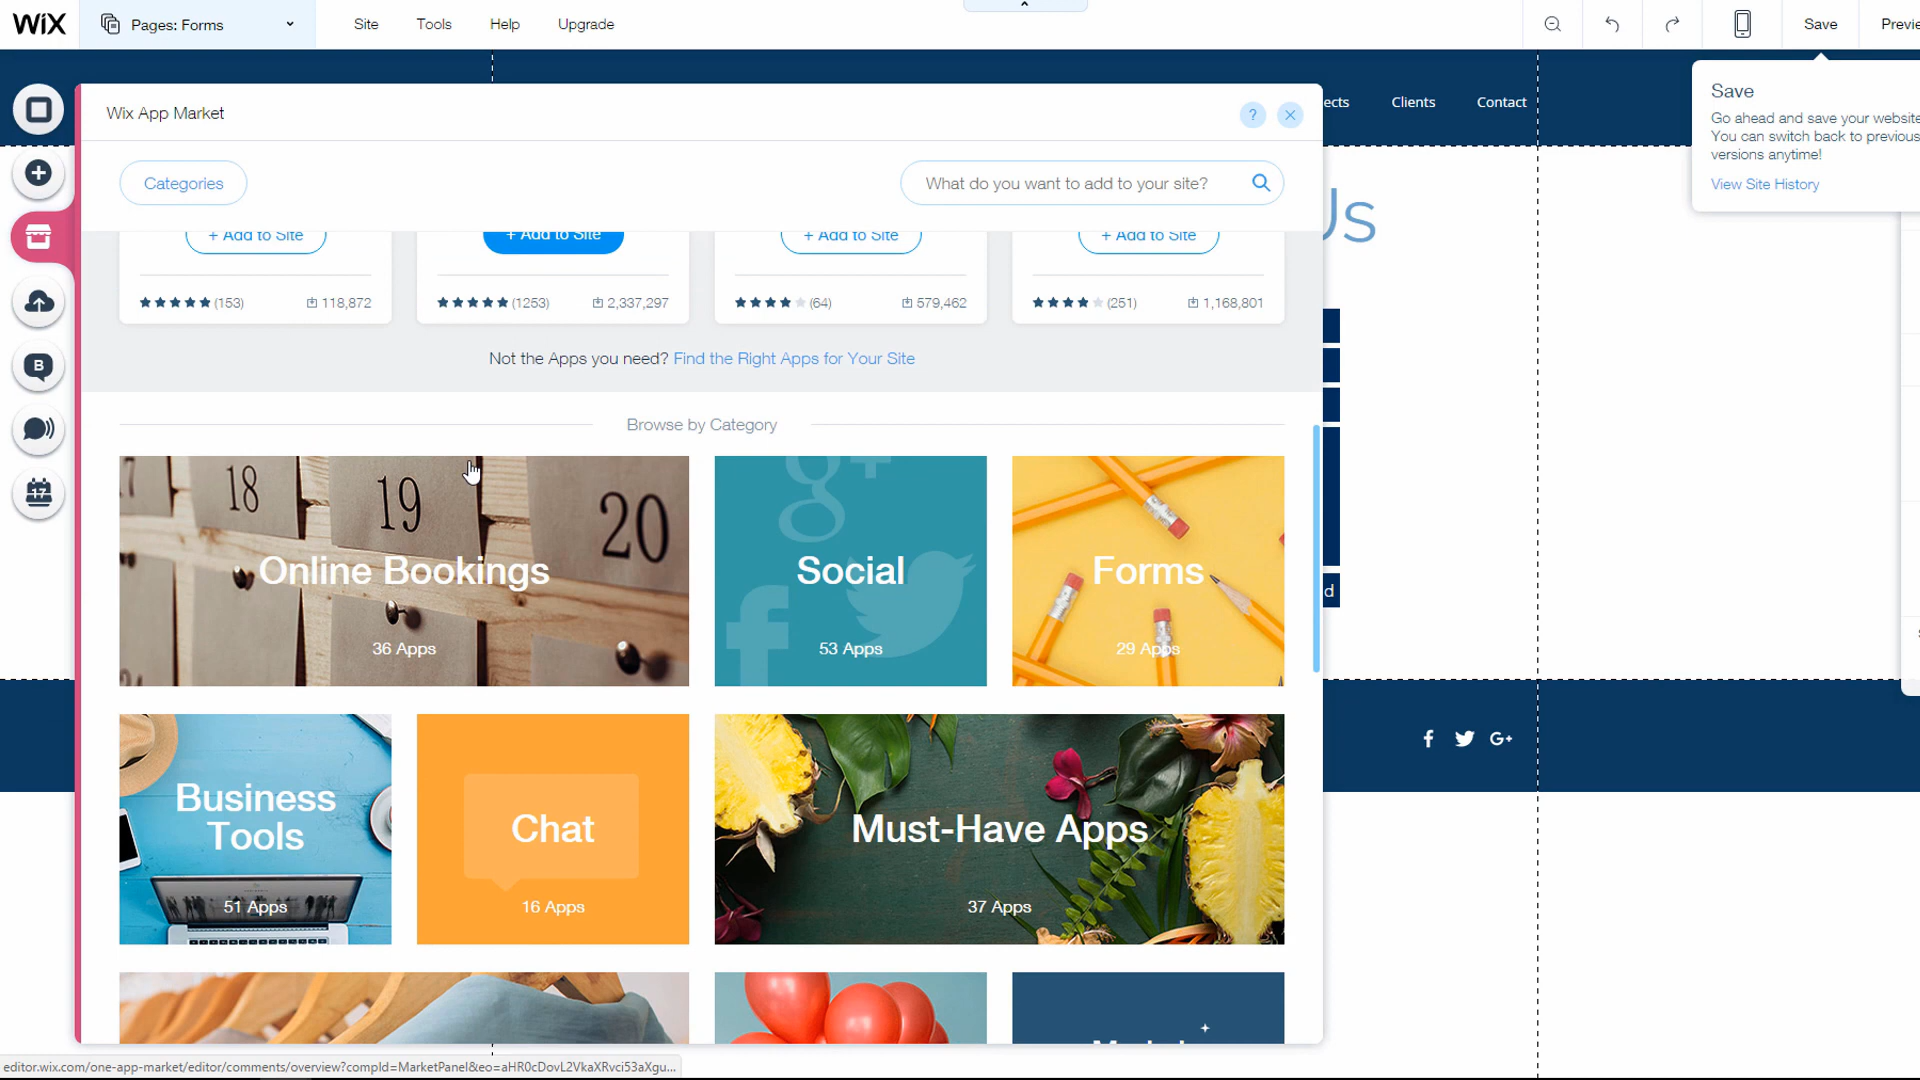 WiX
Pages: Forms
Site
Tools
Help
Upgrade
Save
Wix App Market
?
ects
Clients
Contact
Save
Go ahead and save your website
You can switch back to previous
versions anytime!
View Site History
Categories
What do you want to add to your site?
Us
+ Add to Site
+ Add to Site
+ Add to Site
+ Add to Site
(153)
118,872
(1253)
2,337,297
(64)
579,462
(251)
1,168,801
Not the Apps you need? Find the Right Apps for Your Site
Browse by Category
17
18
19
20
Online Bookings
36 Apps
g+
Social
53 Apps
Forms
29 Apps
d
B
17
Business
Tools
51 Apps
Chat
16 Apps
Must-Have Apps
37 Apps
G+
editor.wix.com/one-app-market/editor/comments/overview?compId=MarketPanel&eo=aHR0cDovL2VkaXRvci53aXgu...